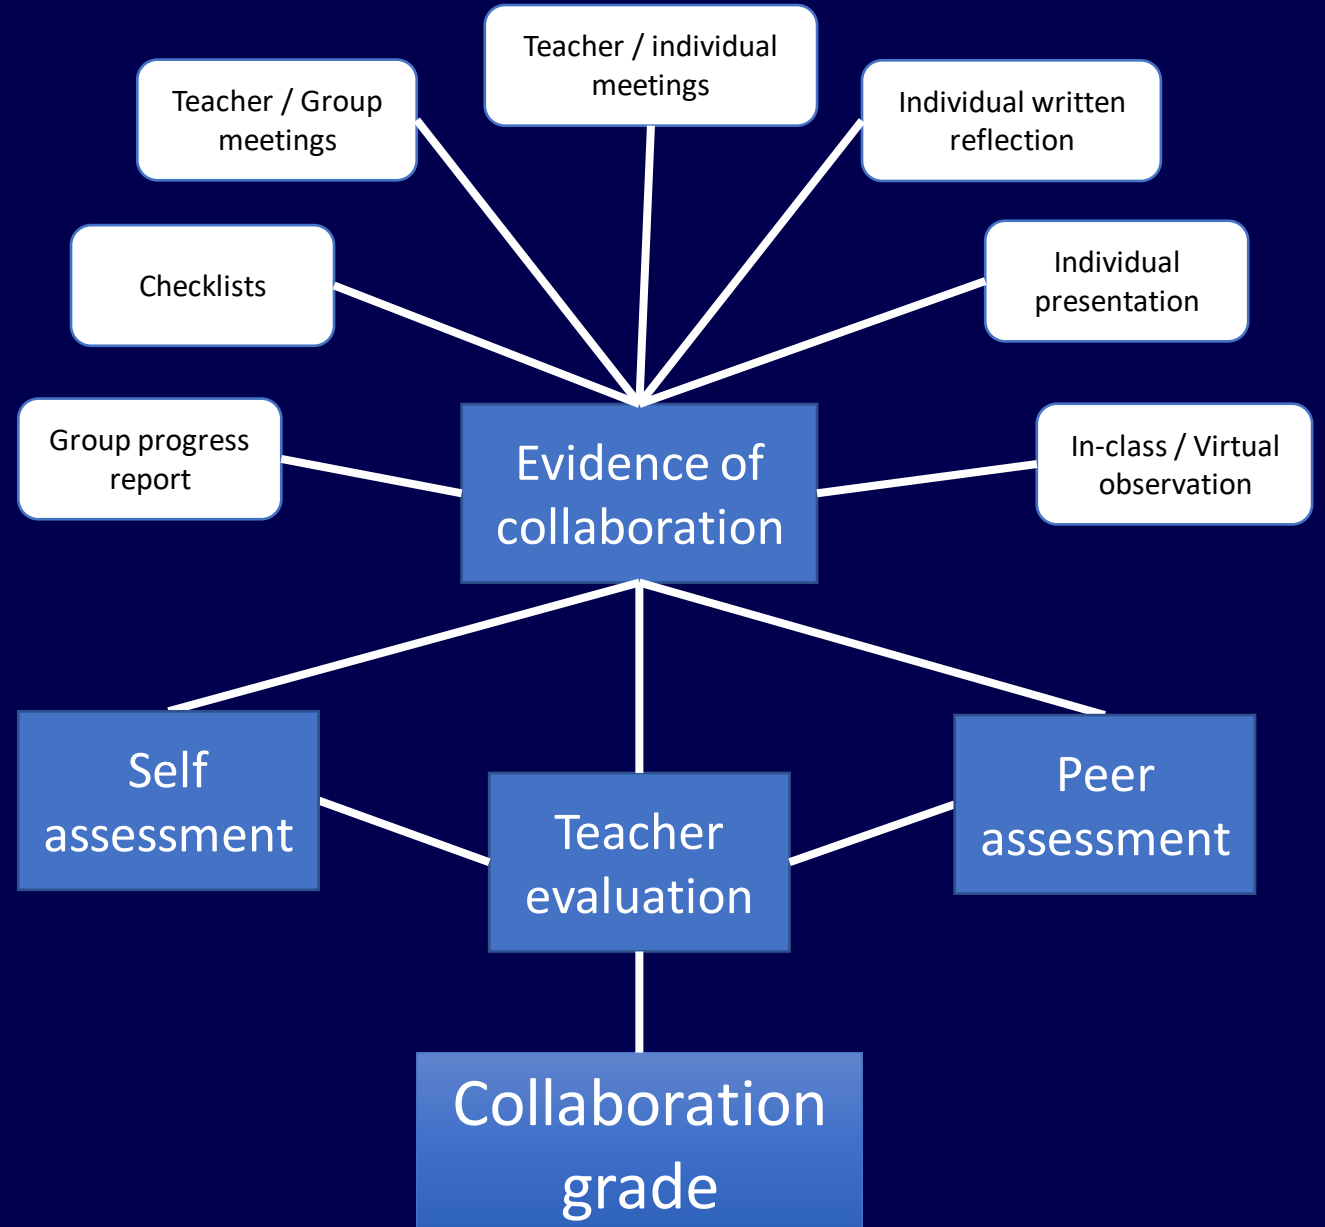 Teacher / individual
meetings
Teacher / Group
meetings
Individual written
reflection
Checklists
Individual
presentation
Group progress
report
Evidence of
collaboration
In-class / Virtual
observation
Self
assessment
Teacher
evaluation
Peer
assessment
Collaboration
grade